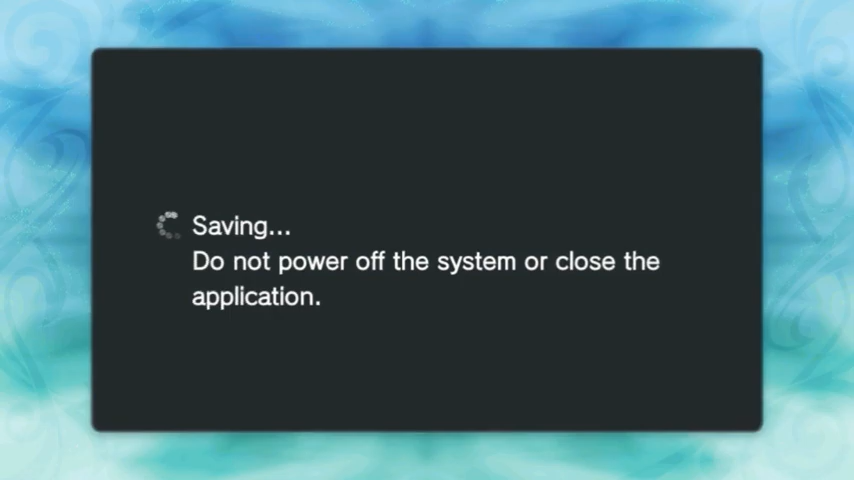 Saving...
Do not power off the system or close the
application.